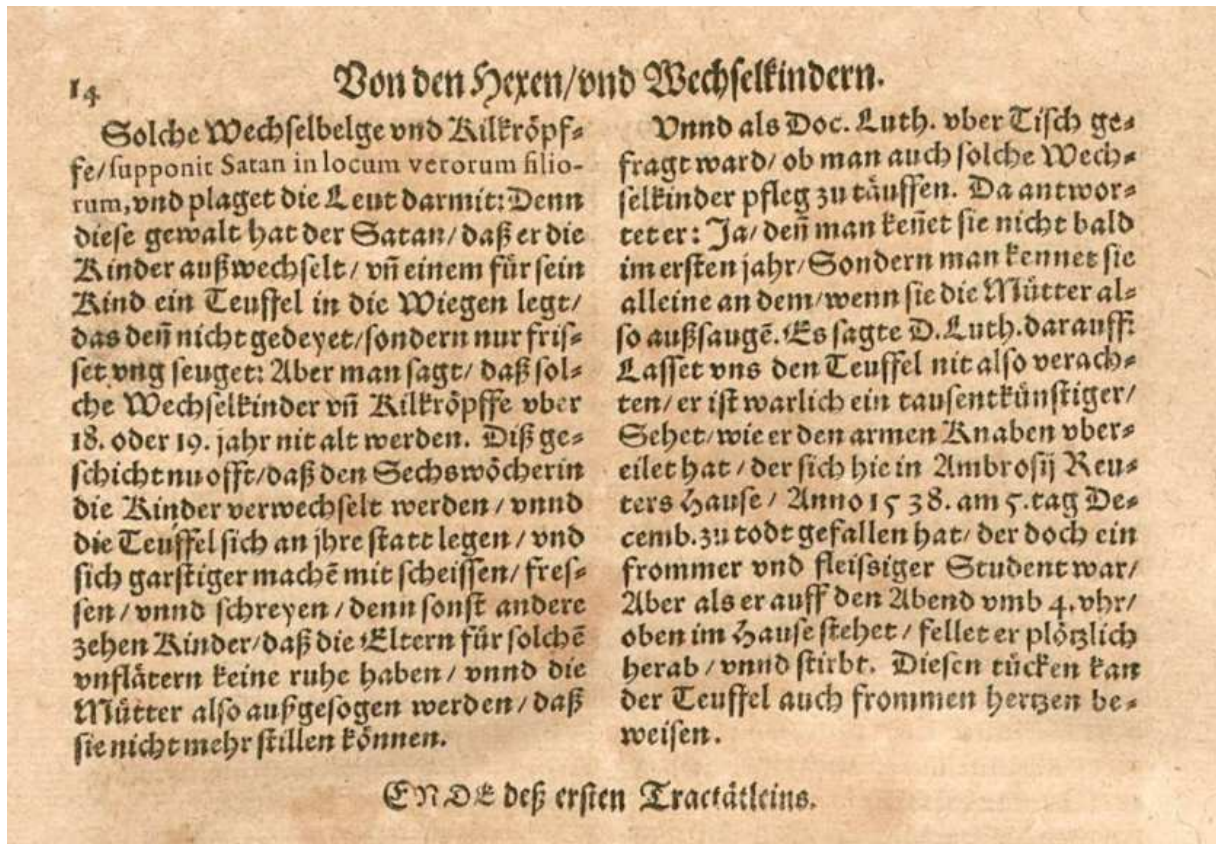 14
Von den Hexen/vnd Wechselkindern.
Solche Wechselbelge vnd Kilkröpf⸗
fe/supponit Satan in locum verorum filio-
rum,vnd plaget die Leut darmit: Denn
diese gewalt hat der Satan/ daß er die
Kinder außwechselt/ vñ einem für sein
Kind ein Teuffel in die Wiegen legt/
das deñ nicht gedeyet/sondern nur fris⸗
set vng seuget: Aber man sagt/ daß sol⸗
che Wechselkinder vñ Kilkröpffe vber
18. oder 19. jahr nit alt werden. Diß ge⸗
schicht nu offt/daß den Sechswöcherin
die Kinder verwechselt werden/ vnnd
die Teuffel sich an jhre statt legen/ vnd
sich garstiger machẽ mit scheissen/ fres⸗
sen/ vnnd schreyen/ denn sonst andere
zehen Kinder/daß die Eltern für solchẽ
vnflätern keine ruhe haben/ vnnd die
Mütter also außgesogen werden/ daß
sie nicht mehr stillen können.
Vnnd als Doc. Luth. vber Tisch ge⸗
fragt ward/ ob man auch solche Wech⸗
selkinder pfleg zu täuffen. Da antwor⸗
tet er: Ja/ deñ man keñet sie nicht bald
im ersten jahr/ Sondern man kennet sie
alleine an dem/wenn sie die Mütter al⸗
so außsaugẽ. Es sagte D. Luth. darauff:
Lasset vns den Teuffel nit also verach⸗
ten/ er ist warlich ein tausentkünstiger/
Sehet/ wie er den armen Knaben vber⸗
eilet hat/ der sich hie in Ambrosij Reu⸗
ters Hause/ Anno 1538. am 5. tag De⸗
cemb. zu todt gefallen hat/ der doch ein
frommer vnd fleissiger Student war/
Aber als er auff den Abend vmb 4. vhr/
oben im Hause stehet/ fellet er plötzlich
herab/ vnnd stirbt. Diesen tücken kan
der Teuffel auch frommen hertzen be⸗
weisen.
ENDE deß ersten Tractätleins.